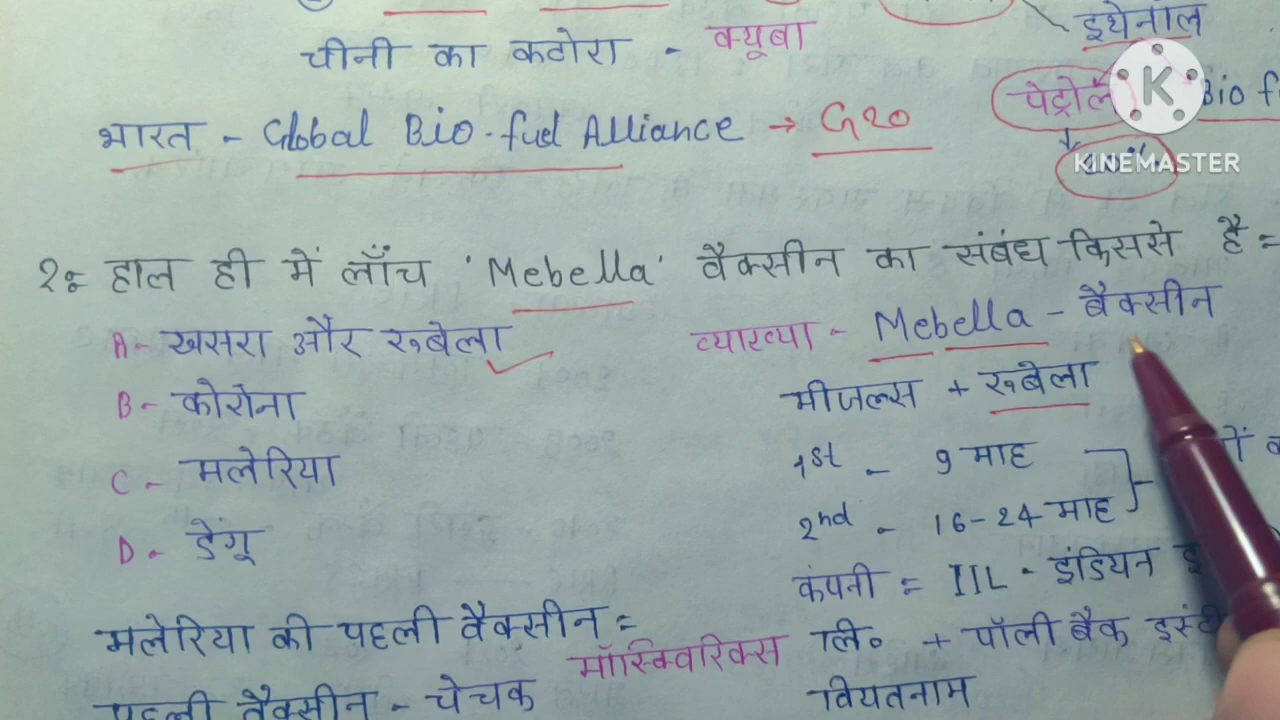 चीनी का कटोरा - क्यूबा
इथेनॉल
पेट्रोल
Bio f
भारत - Global Bio-fuel Alliance → G20
K
KINEMASTER
2:- हाल ही में लाँच 'Mebella' वैक्सीन का संबंध किससे है =
A- खसरा और रुबेला
B- कोरोना
C- मलेरिया
D- डेंगू
व्याख्या - Mebella - बैक्सीन
मीजल्स + रुबेला
1st - 9 माह
2nd - 16-24 माह
कंपनी = IIL - इंडियन
लि० + पॉली बैक
वियतनाम
मलेरिया की पहली वैक्सीन =
मॉस्क्विरिक्स
पहली वैक्सीन - चेचक